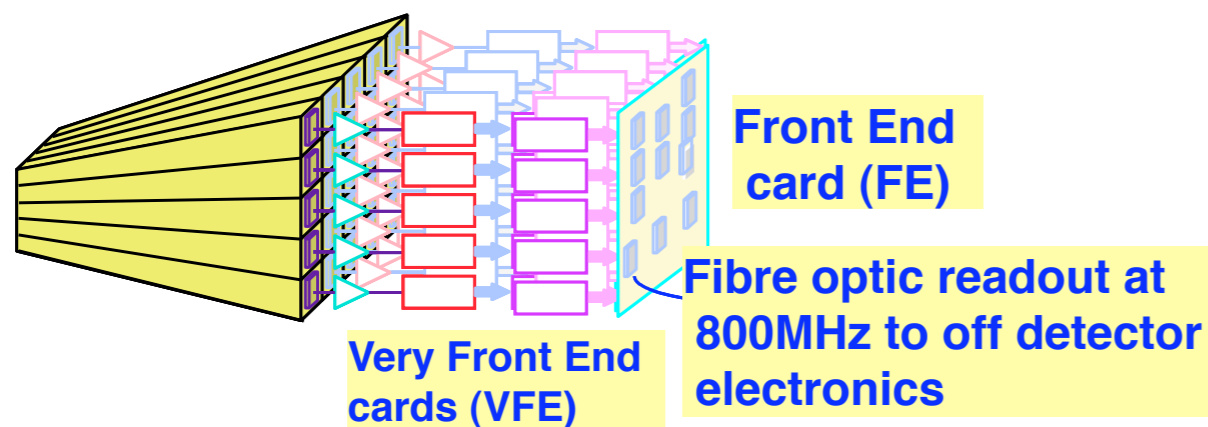 Front End
card (FE)
Fibre optic readout at
800MHz to off detector
electronics
Very Front End
cards (VFE)